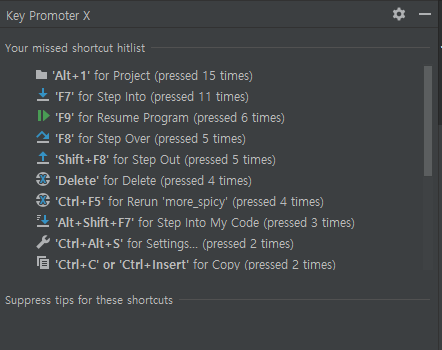 Key Promoter X
Your missed shortcut hitlist
'Alt+1' for Project (pressed 15 times)
'F7' for Step Into (pressed 11 times)
'F9' for Resume Program (pressed 6 times)
'F8' for Step Over (pressed 5 times)
'Shift+F8' for Step Out (pressed 5 times)
'Delete' for Delete (pressed 4 times)
'Ctrl+F5' for Rerun 'more_spicy' (pressed 4 times)
'Alt+Shift+F7' for Step Into My Code (pressed 3 times)
'Ctrl+Alt+S' for Settings... (pressed 2 times)
'Ctrl+C' or 'Ctrl+Insert' for Copy (pressed 2 times)
Suppress tips for these shortcuts